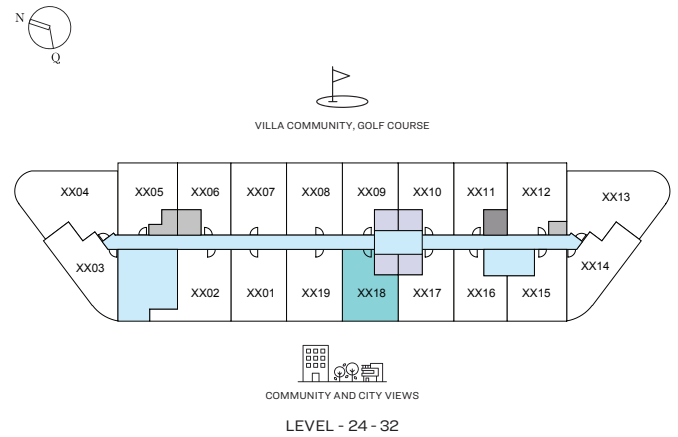 N
Q
VILLA COMMUNITY, GOLF COURSE
XX04 XX05 XX06 XX07 XX08 XX09 XX10 XX11 XX12 XX13
XX03 XX02 XX01 XX19 XX18 XX17 XX16 XX15 XX14
COMMUNITY AND CITY VIEWS
LEVEL - 24 - 32